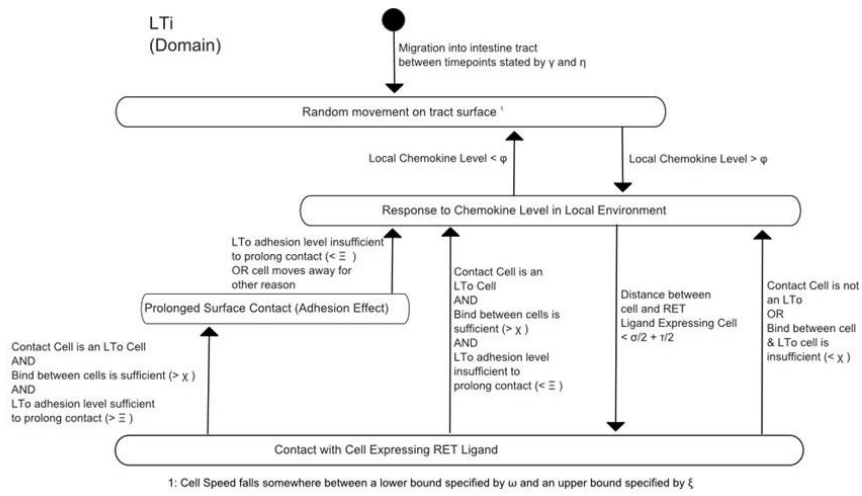 LTi
(Domain)
Migration into intestine tract
between timepoints stated by γ and η
Random movement on tract surface ¹
Local Chemokine Level < φ
Local Chemokine Level > φ
Response to Chemokine Level in Local Environment
LTo adhesion level insufficient
to prolong contact (< Ξ )
OR cell moves away for
other reason
Prolonged Surface Contact (Adhesion Effect)
Contact Cell is an LTo Cell
AND
Bind between cells is sufficient (> χ )
AND
LTo adhesion level sufficient
to prolong contact (> Ξ )
Contact Cell is an
LTo Cell
AND
Bind between cells is
sufficient (> χ )
AND
LTo adhesion level
insufficient to
prolong contact (< Ξ )
Distance between
cell and RET
Ligand Expressing Cell
< σ/2 + τ/2
Contact Cell is not
an LTo
OR
Bind between cell
& LTo cell is
insufficient (< χ )
Contact with Cell Expressing RET Ligand
1: Cell Speed falls somewhere between a lower bound specified by ω and an upper bound specified by ξ